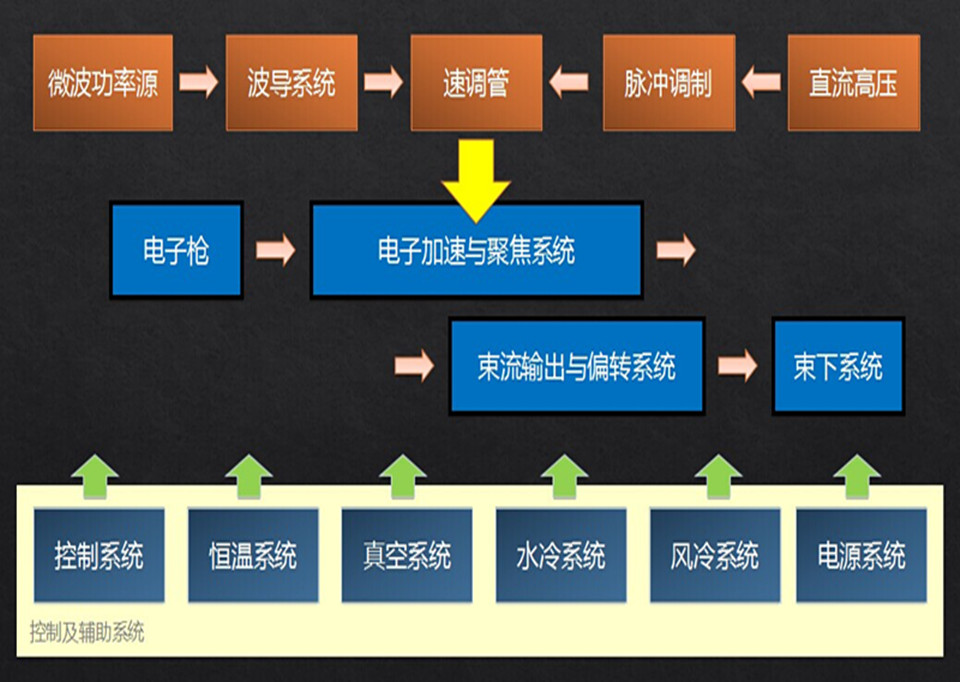 微波功率源
波导系统
速调管
脉冲调制
直流高压
电子枪
电子加速与聚焦系统
束流输出与偏转系统
束下系统
控制系统
恒温系统
真空系统
水冷系统
风冷系统
电源系统
控制及辅助系统